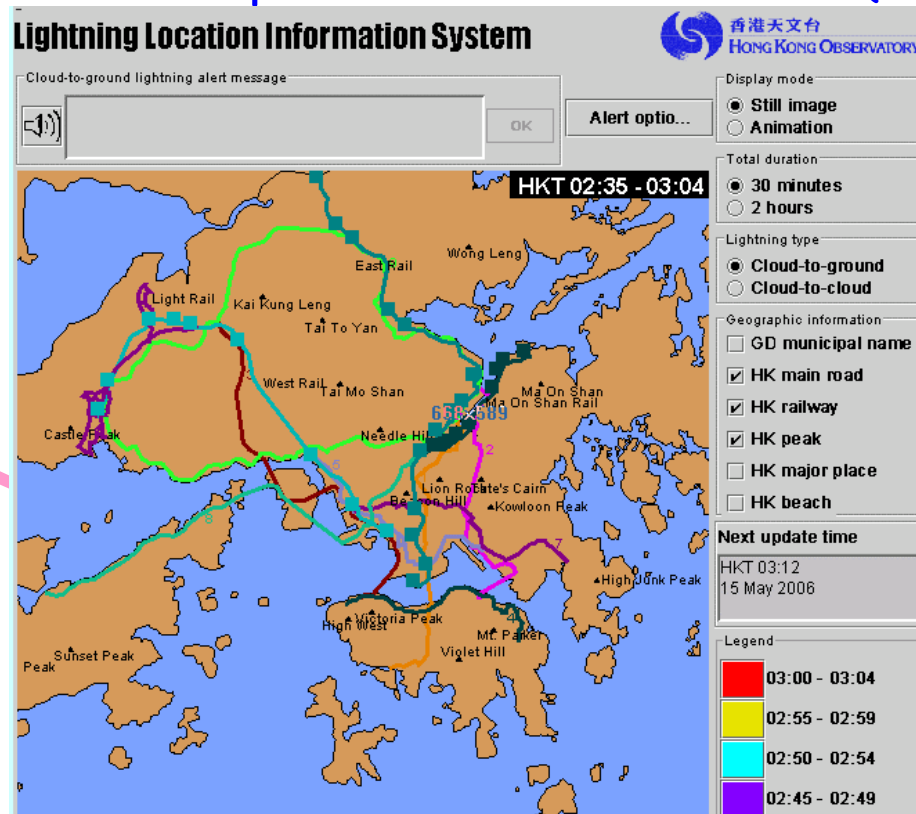 Lightning Location Information System
香港天文台
HONG KONG OBSERVATORY
Cloud-to-ground lightning alert message
OK
Alert optio...
Display mode
Still image
Animation
Total duration
30 minutes
2 hours
Lightning type
Cloud-to-ground
Cloud-to-cloud
Geographic information
GD municipal name
HK main road
HK railway
HK peak
HK major place
HK beach
Next update time
HKT 03:12
15 May 2006
Legend
03:00 - 03:04
02:55 - 02:59
02:50 - 02:54
02:45 - 02:49
HKT 02:35 - 03:04
Wong Leng
East Rail
Light Rail
Kai Kung Leng
Tai To Yan
West Rail
Tai Mo Shan
Ma On Shan
Ma On Shan Rail
Castle Peak
Needle Hill
2
3
5
Lion Rock
Beacon Hill
Kowloon Peak
8
7
High Junk Peak
High West
Victoria Peak
4
Mt. Parker
Violet Hill
Sunset Peak
Peak